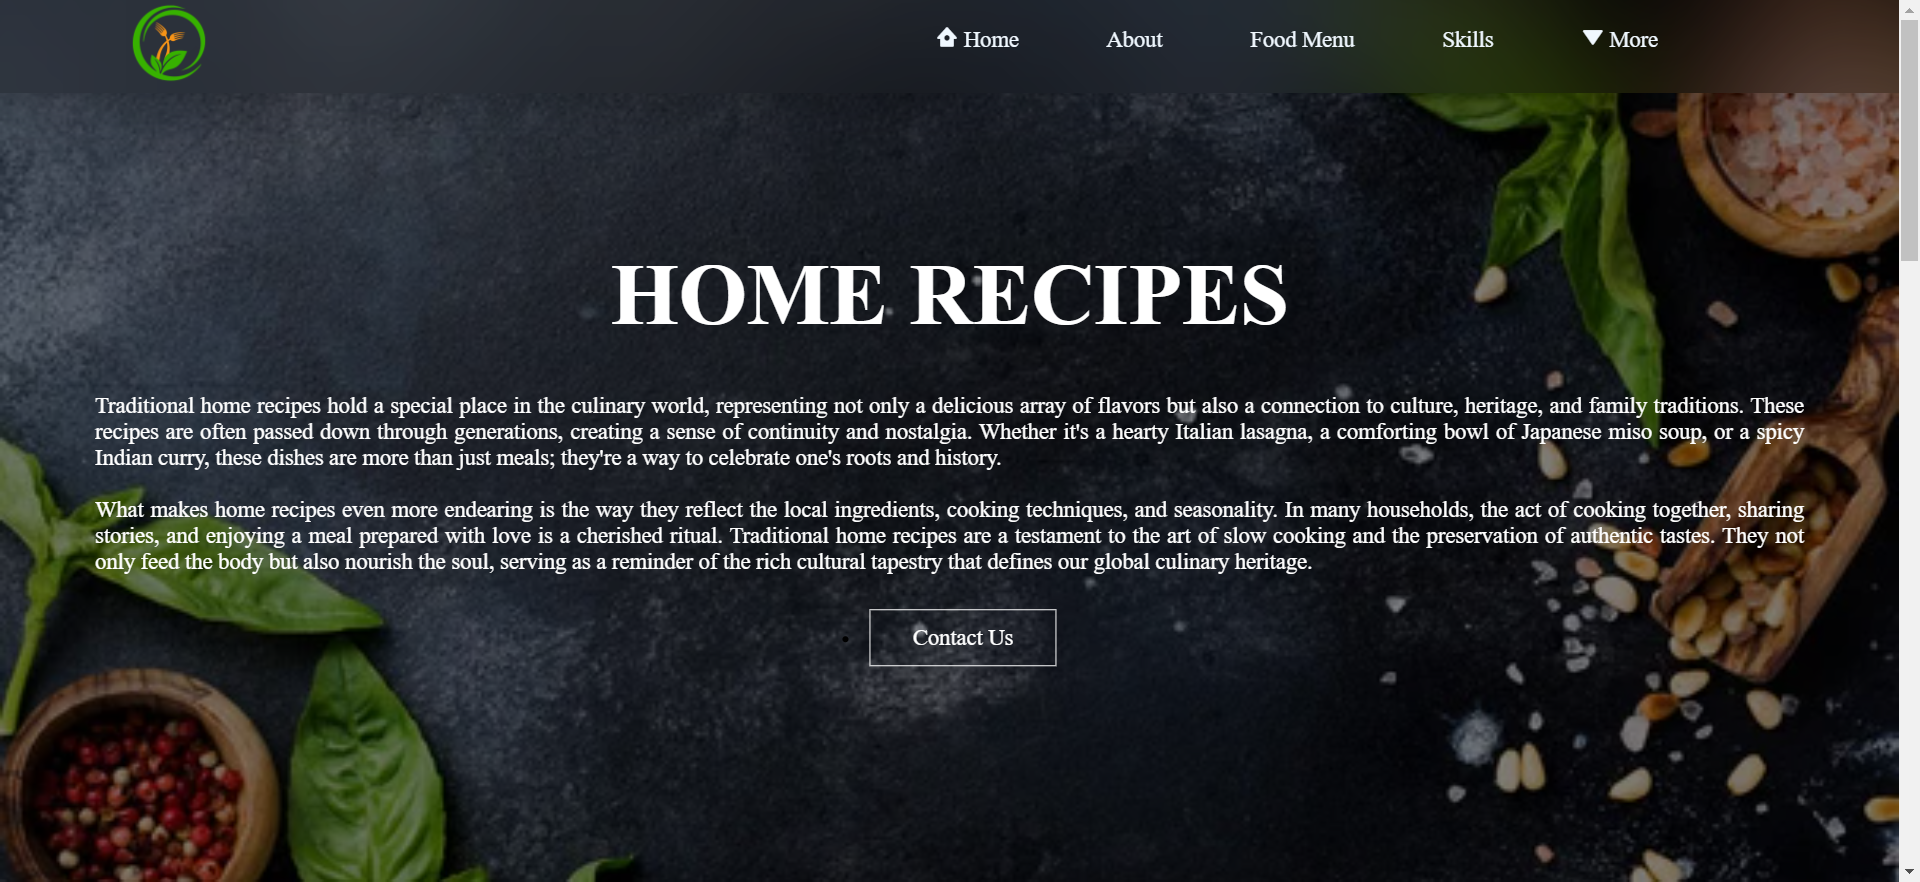 Home About Food Menu Skills More
HOME RECIPES
Traditional home recipes hold a special place in the culinary world, representing not only a delicious array of flavors but also a connection to culture, heritage, and family traditions. These
recipes are often passed down through generations, creating a sense of continuity and nostalgia. Whether it's a hearty Italian lasagna, a comforting bowl of Japanese miso soup, or a spicy
Indian curry, these dishes are more than just meals; they're a way to celebrate one's roots and history.
What makes home recipes even more endearing is the way they reflect the local ingredients, cooking techniques, and seasonality. In many households, the act of cooking together, sharing
stories, and enjoying a meal prepared with love is a cherished ritual. Traditional home recipes are a testament to the art of slow cooking and the preservation of authentic tastes. They not
only feed the body but also nourish the soul, serving as a reminder of the rich cultural tapestry that defines our global culinary heritage.
Contact Us